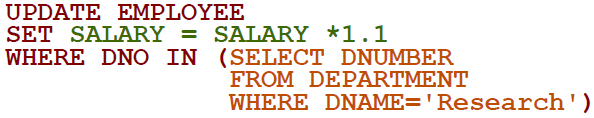 UPDATE EMPLOYEE
SET SALARY = SALARY *1.1
WHERE DNO IN (SELECT DNUMBER
FROM DEPARTMENT
WHERE DNAME='Research')